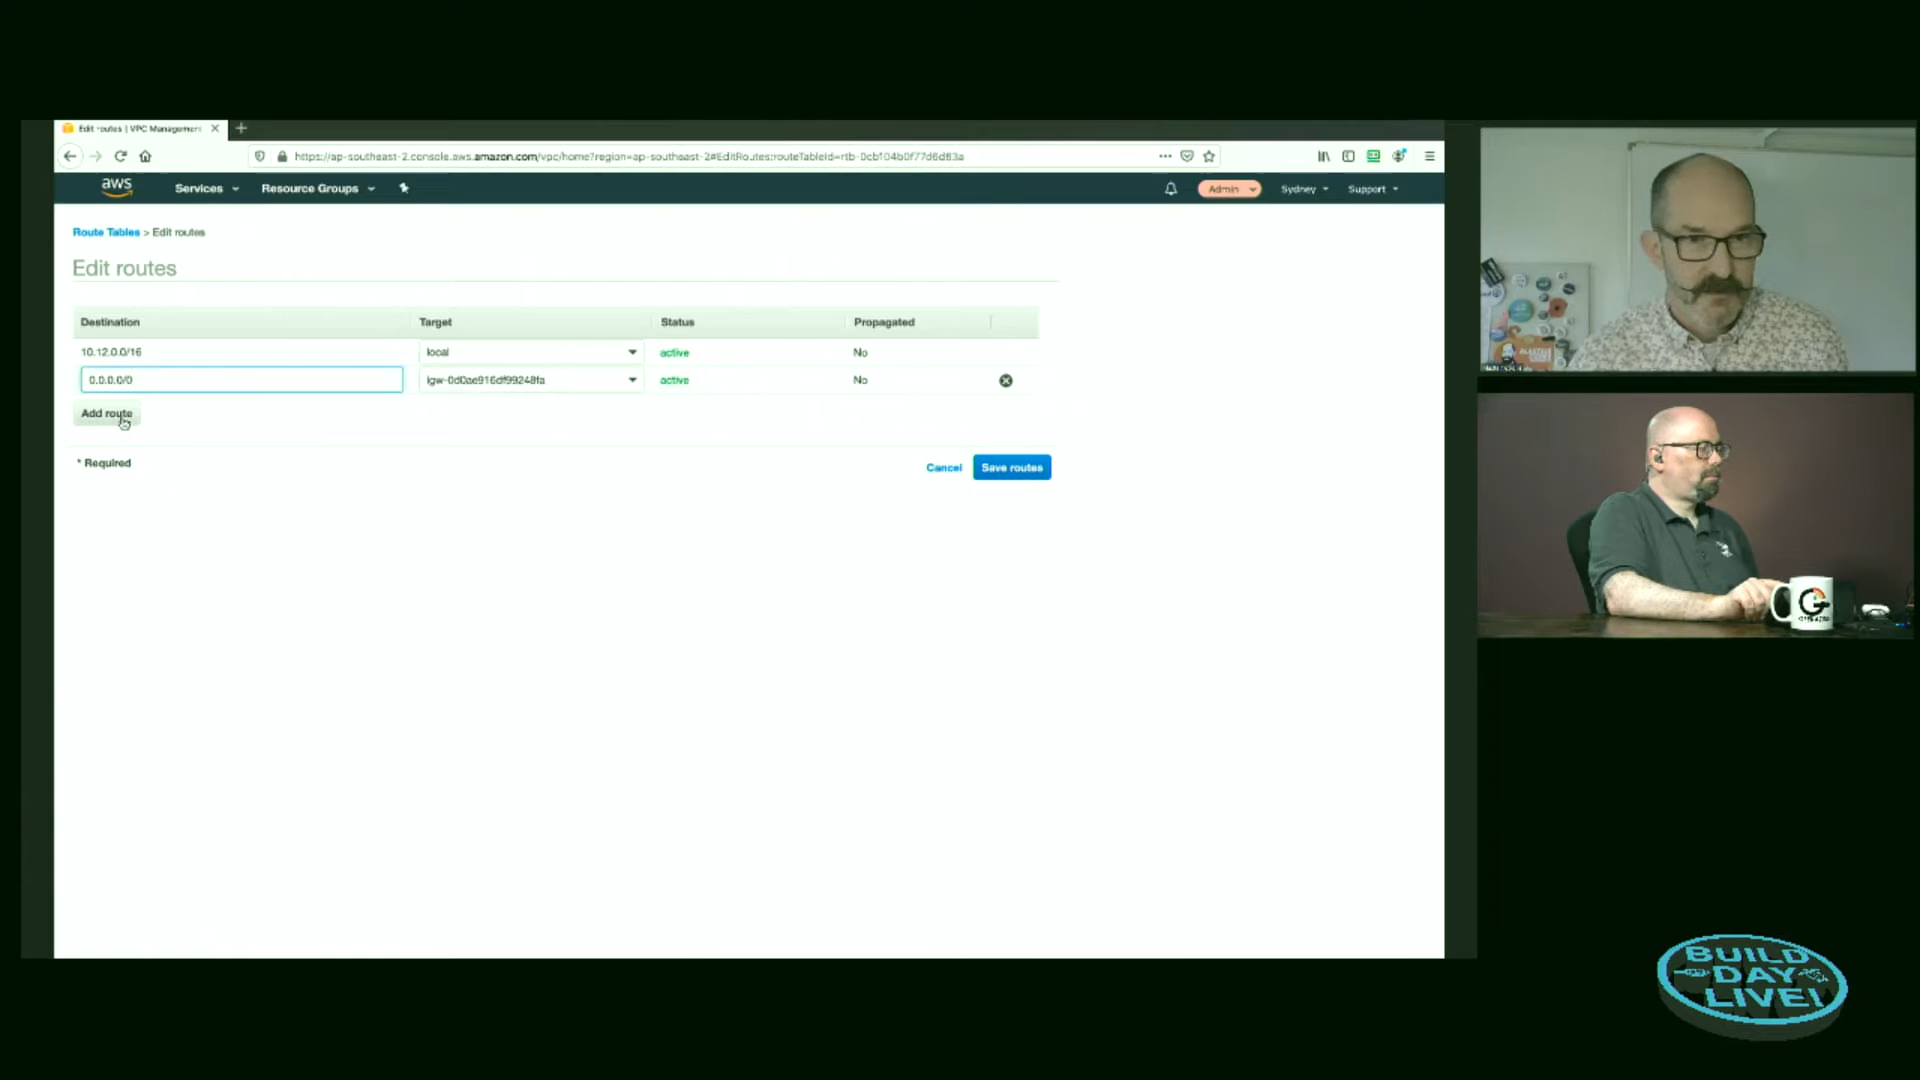 Edit routes | VPC Management
https://ap-southeast-2.console.aws.amazon.com/vpc/home?region=ap-southeast-2#EditRoutes:routeTableId=rtb-0cbf04b0f77d6d83a
aws Services Resource Groups Admin Sydney Support
Route Tables > Edit routes
Edit routes
Destination Target Status Propagated
10.12.0.0/16 local active No
0.0.0.0/0 igw-0d0ae916df99248fa active No
Add route
* Required
Cancel Save routes
BUILD
DAY
LIVE!